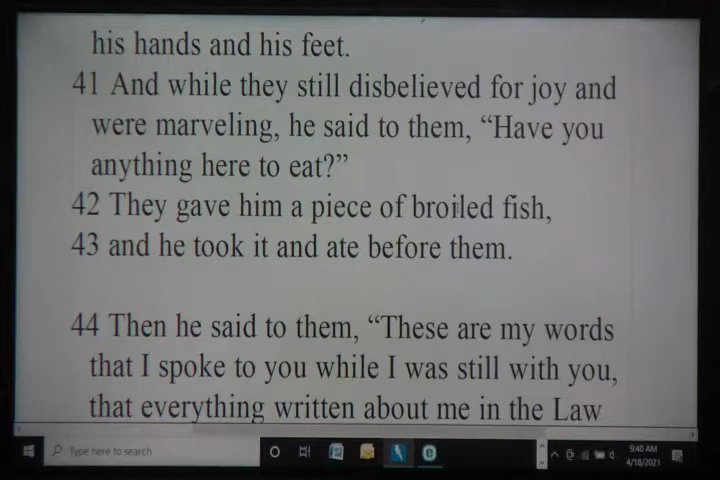 his hands and his feet.
41 And while they still disbelieved for joy and
were marveling, he said to them, “Have you
anything here to eat?”
42 They gave him a piece of broiled fish,
43 and he took it and ate before them.
44 Then he said to them, “These are my words
that I spoke to you while I was still with you,
that everything written about me in the Law
Type here to search
9:40 AM
4/18/2021